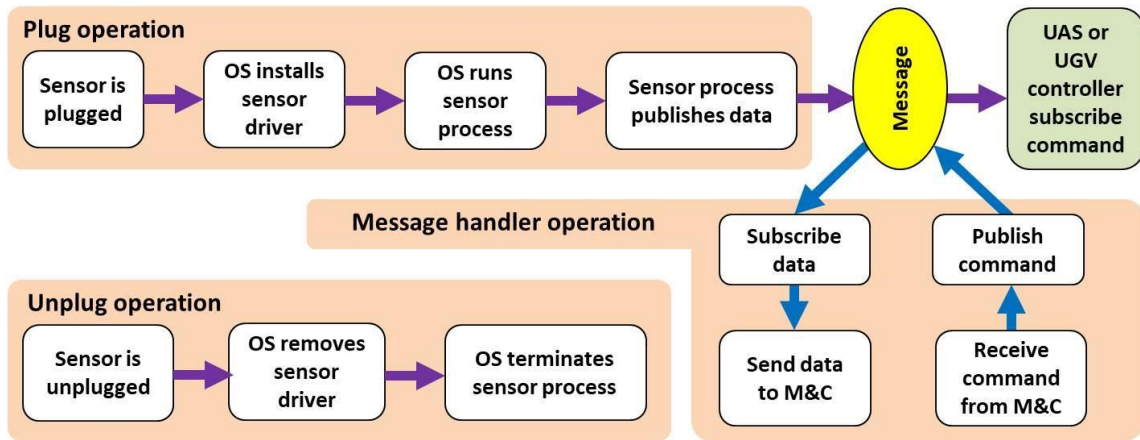 Plug operation
Sensor is
plugged
OS installs
sensor
driver
OS runs
sensor
process
Sensor process
publishes data
Message
UAS or
UGV
controller
subscribe
command
Message handler operation
Subscribe
data
Publish
command
Send data
to M&C
Receive
command
from M&C
Unplug operation
Sensor is
unplugged
OS removes
sensor
driver
OS terminates
sensor process